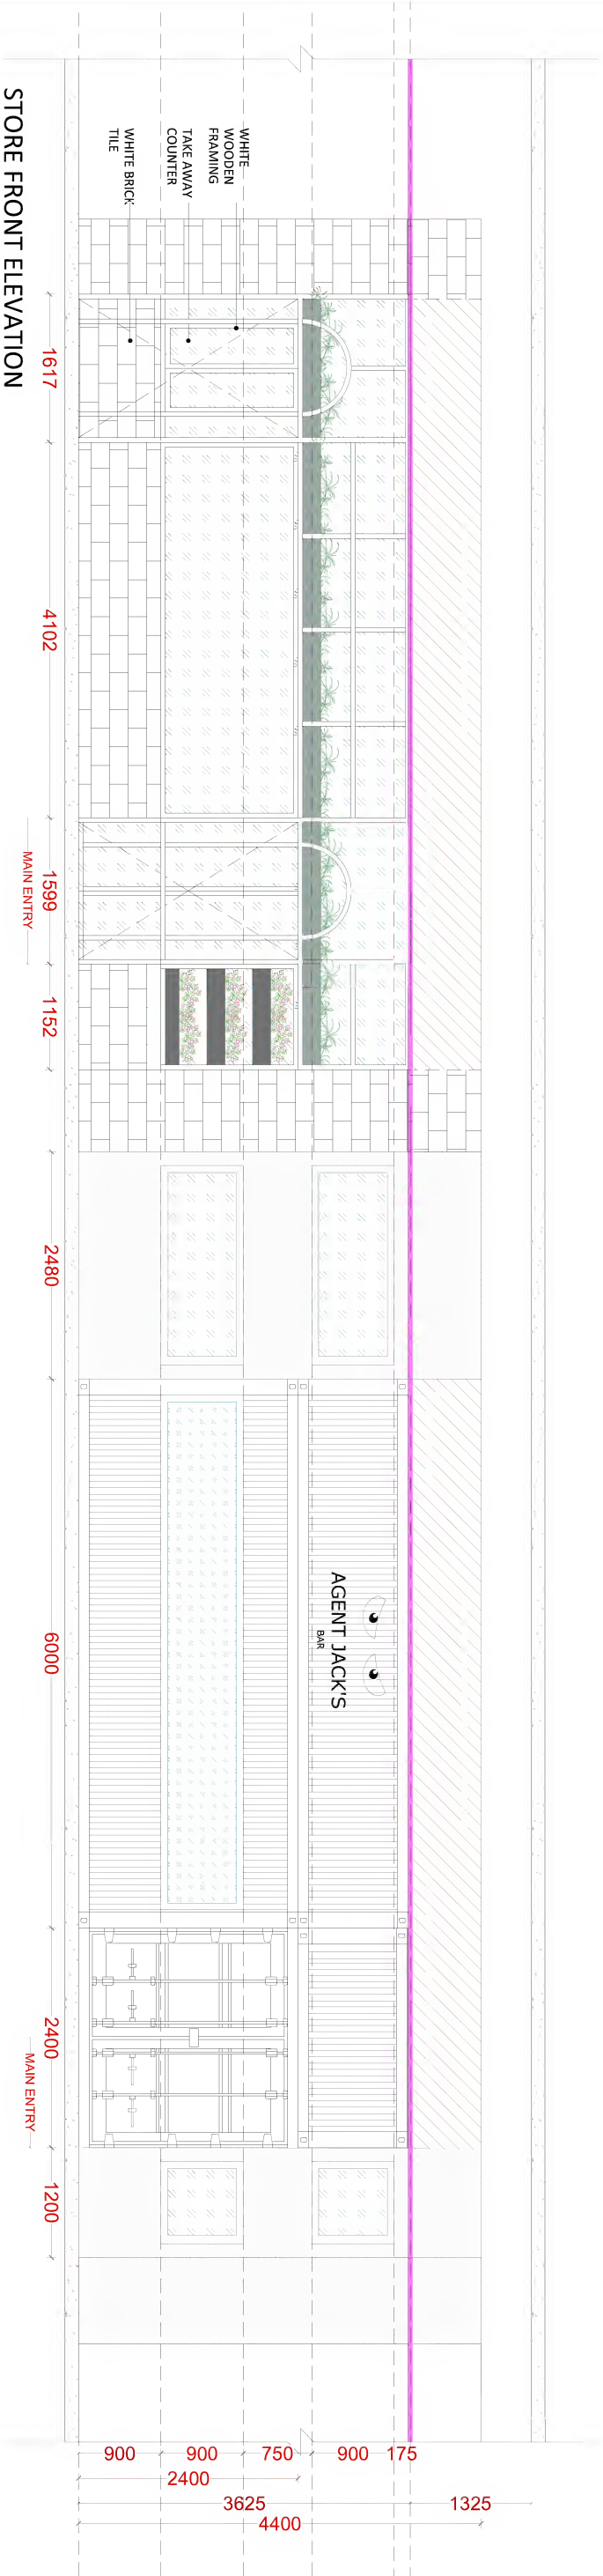 STORE FRONT ELEVATION
WHITE
WOODEN
FRAMING
TAKE AWAY
COUNTER
WHITE BRICK
TILE
1617
4102
1599
MAIN ENTRY
1152
2480
6000
AGENT JACK'S
BAR
2400
MAIN ENTRY
1200
900
900
750
900
175
2400
3625
1325
4400